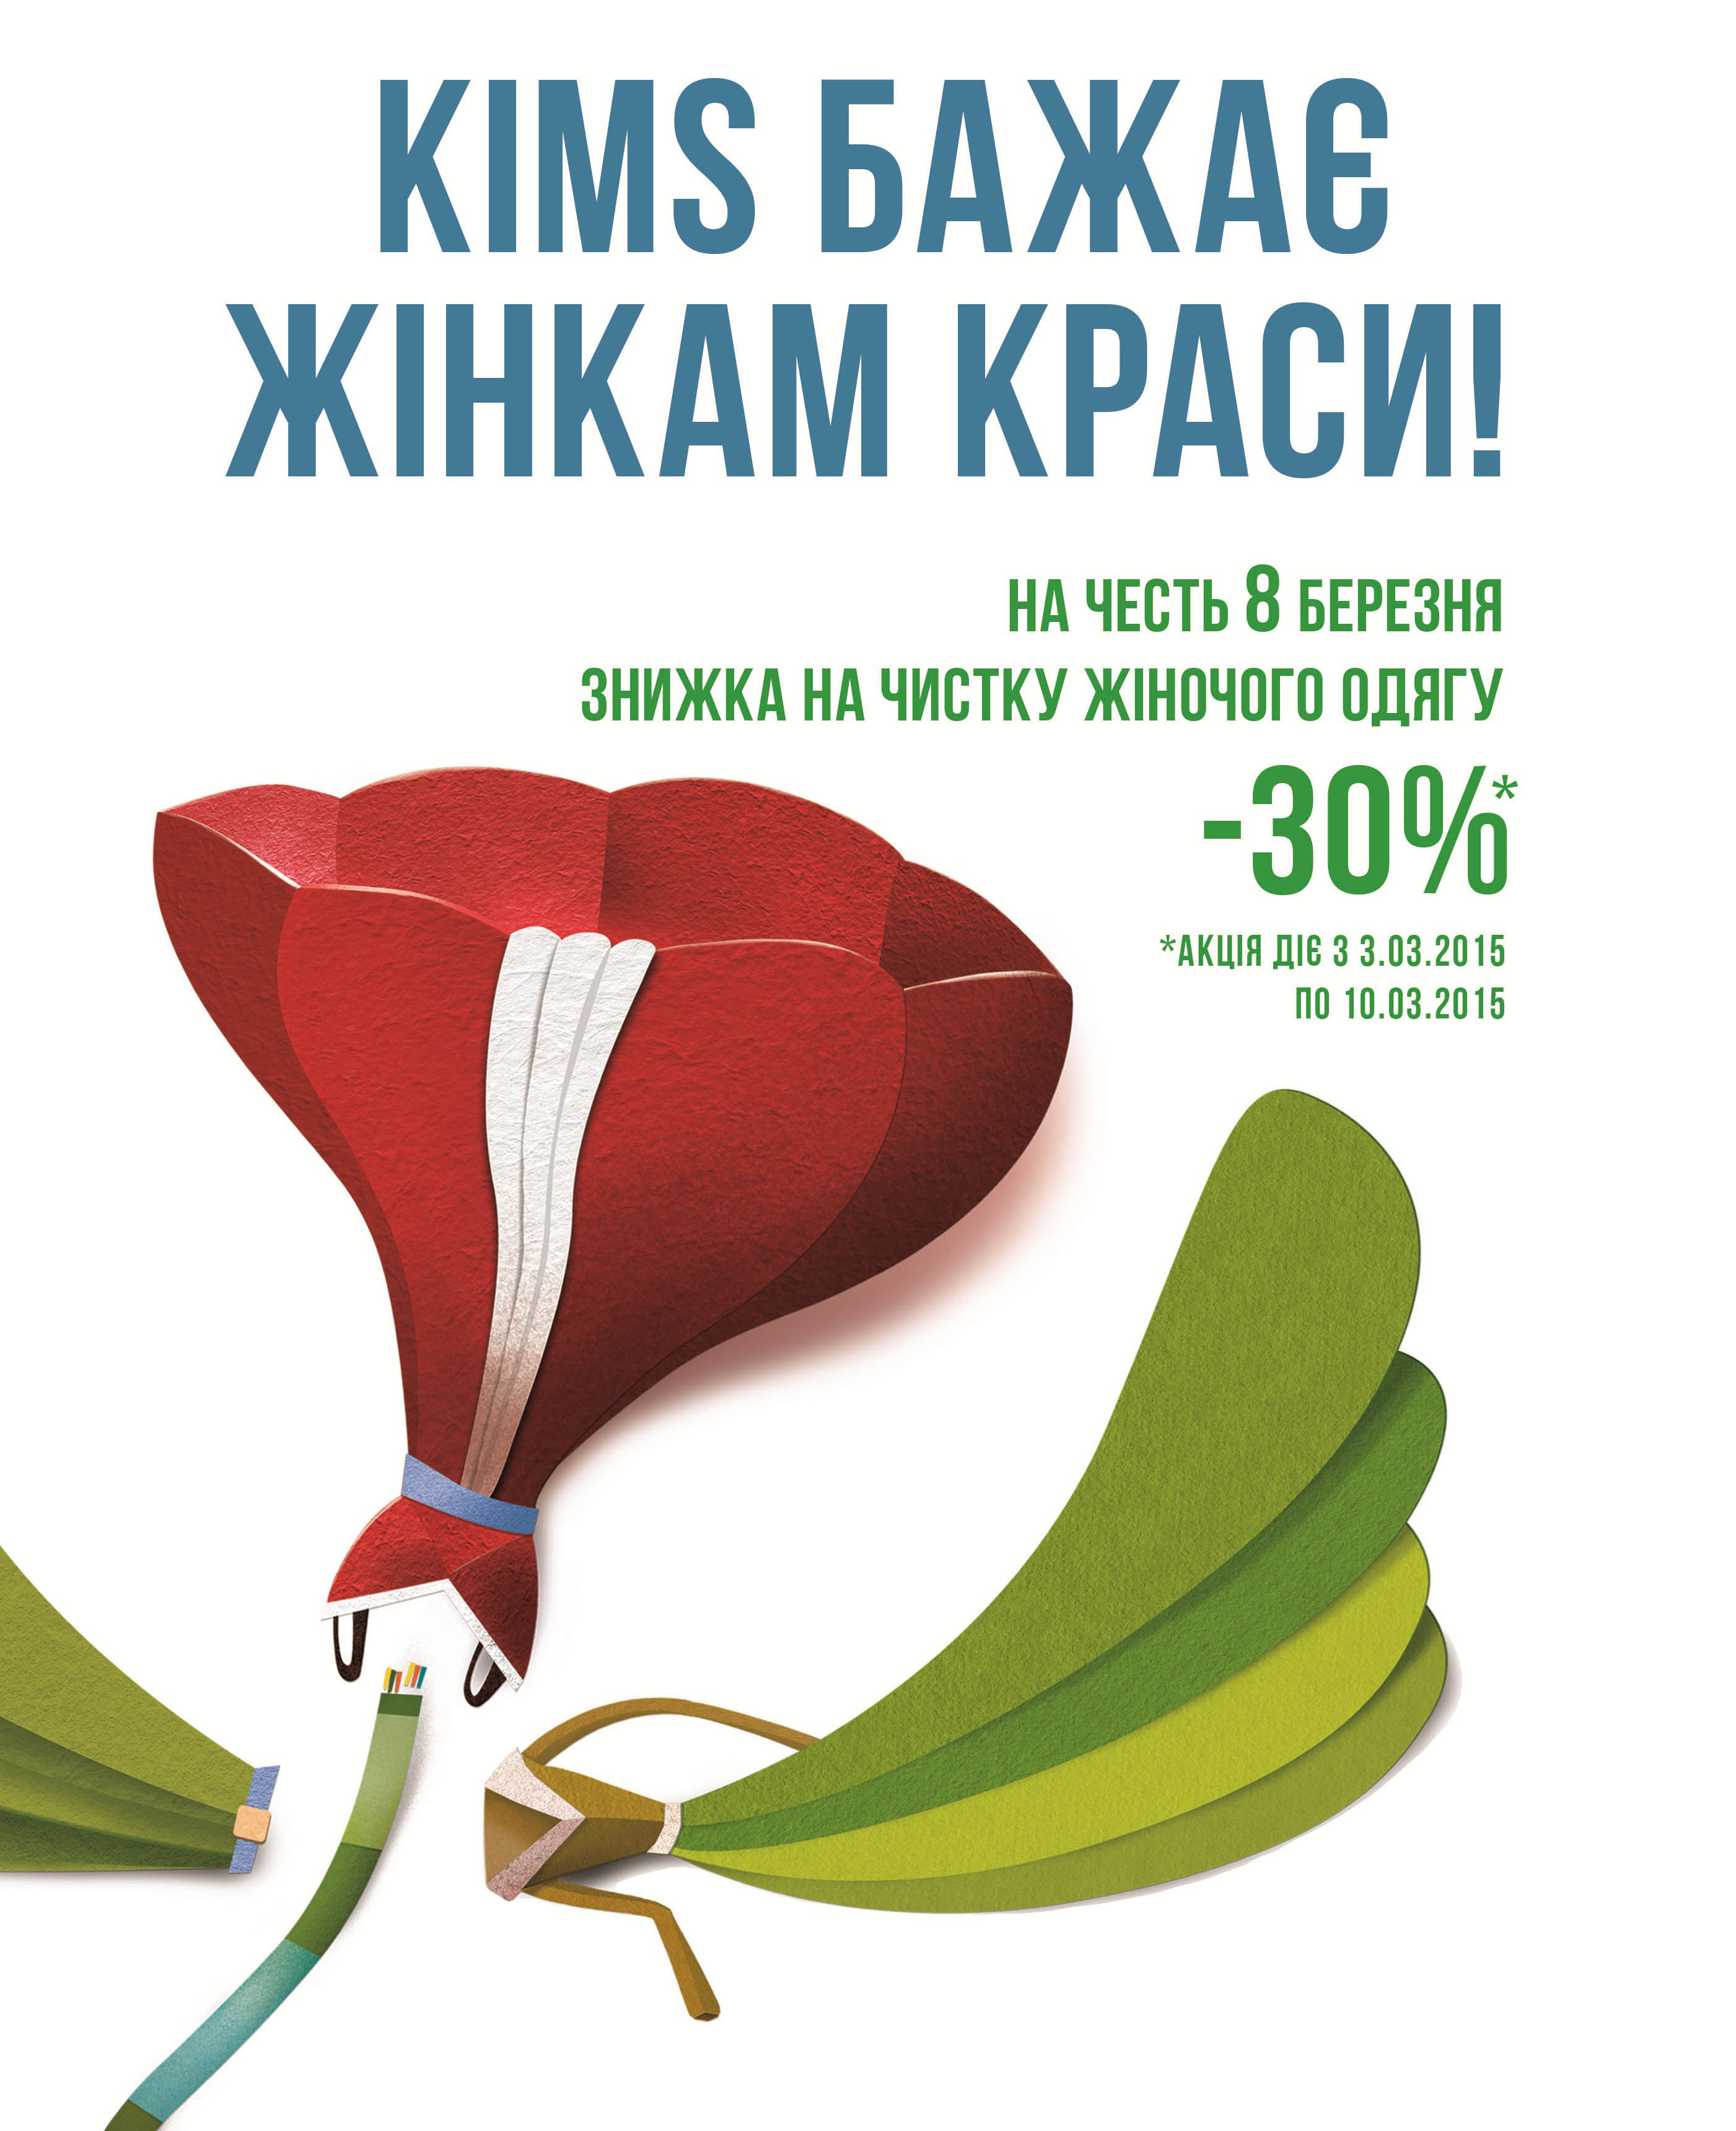 KIMS БАЖАЄ
ЖІНКАМ КРАСИ!
НА ЧЕСТЬ 8 БЕРЕЗНЯ
ЗНИЖКА НА ЧИСТКУ ЖІНОЧОГО ОДЯГУ
-30%*
*АКЦІЯ ДІЄ З 3.03.2015
ПО 10.03.2015